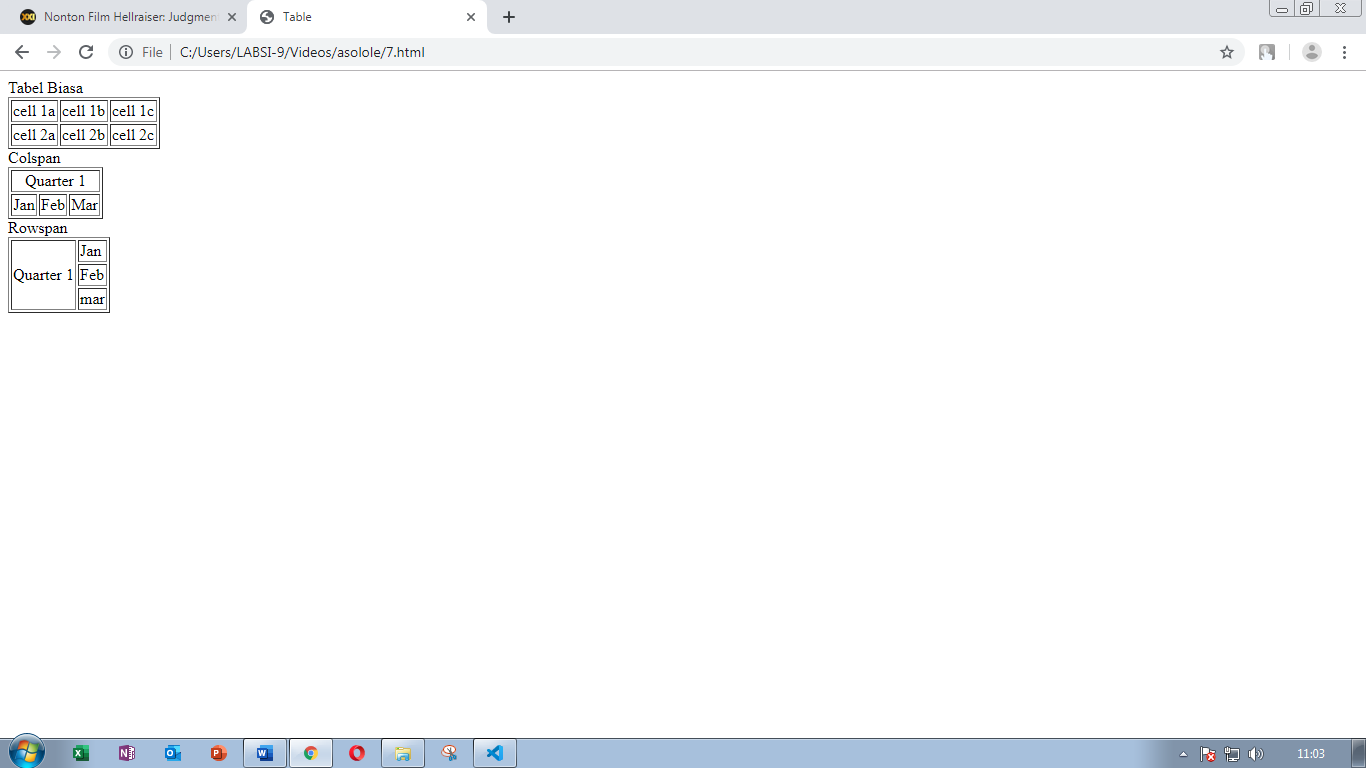 Nonton Film Hellraiser: Judgmen
Table
File
C:/Users/LABSI-9/Videos/asolole/7.html
Tabel Biasa
cell 1a cell 1b cell 1c
cell 2a cell 2b cell 2c
Colspan
Quarter 1
Jan Feb Mar
Rowspan
Jan
Quarter 1 Feb
mar
11:03